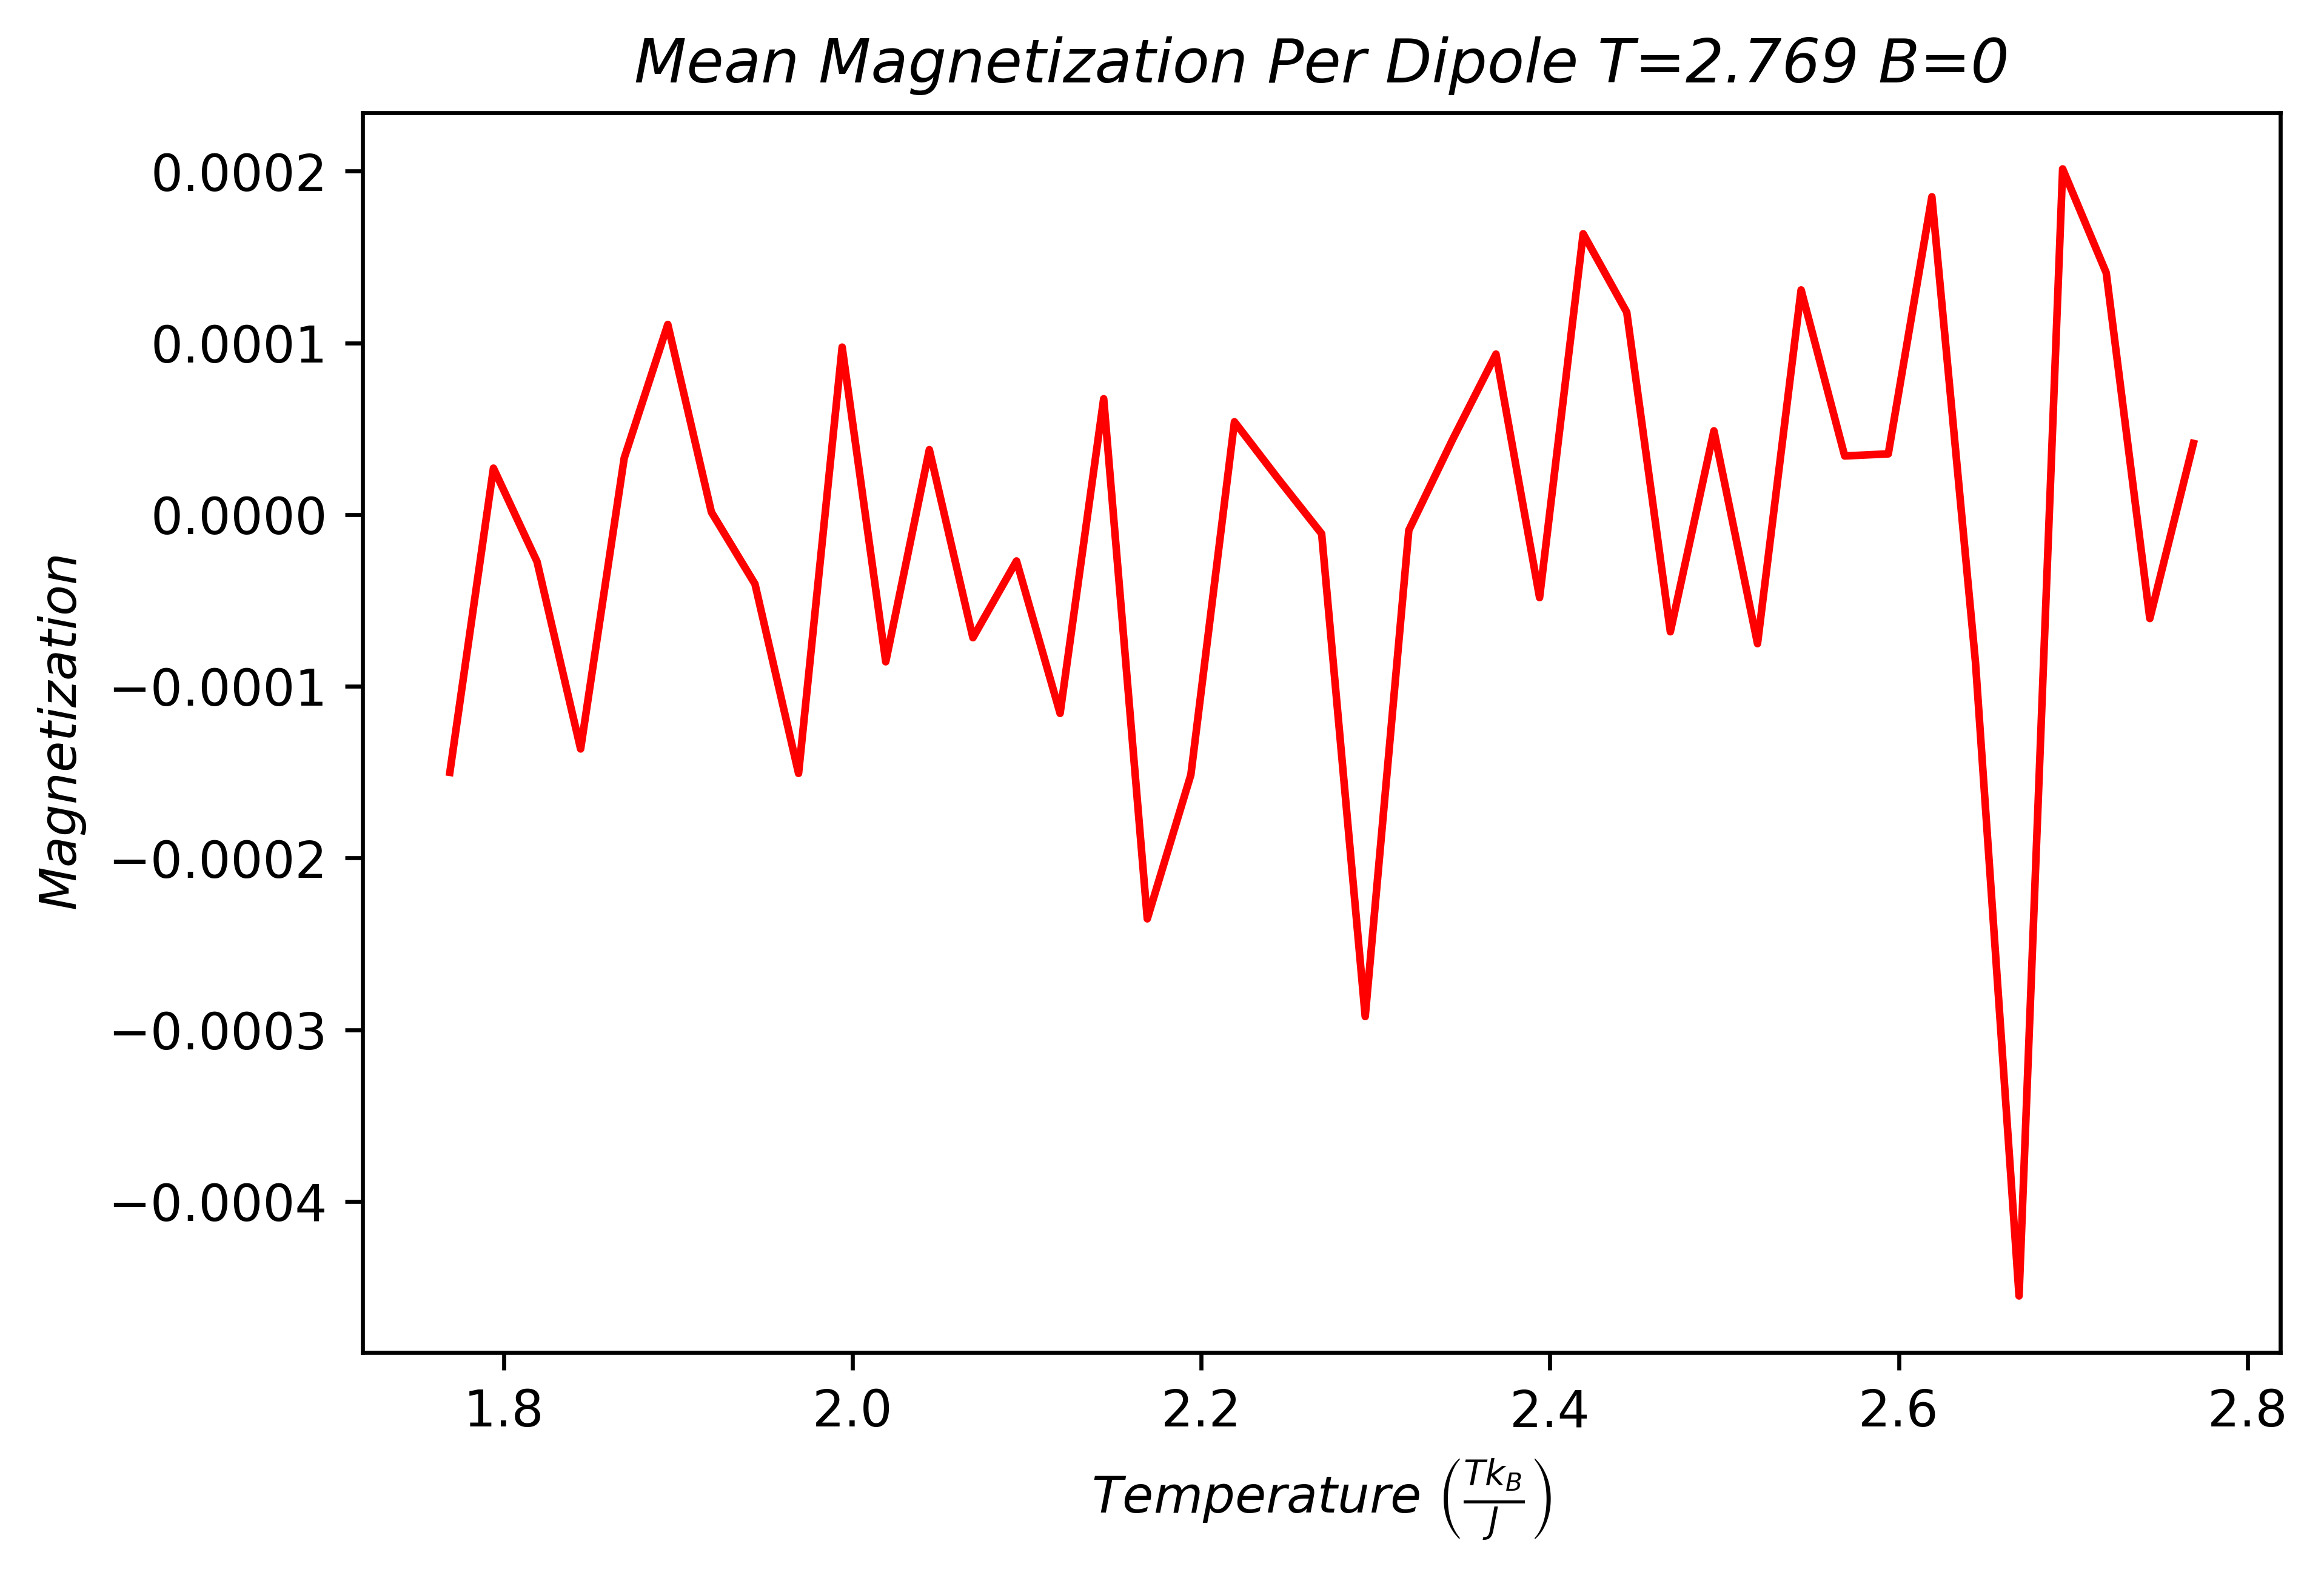 Mean Magnetization Per Dipole T=2.769 B=0
0.0002
0.0001
0.0000
−0.0001
−0.0002
−0.0003
−0.0004
Magnetization
1.8 2.0 2.2 2.4 2.6 2.8
Temperature (Tk_B/J)